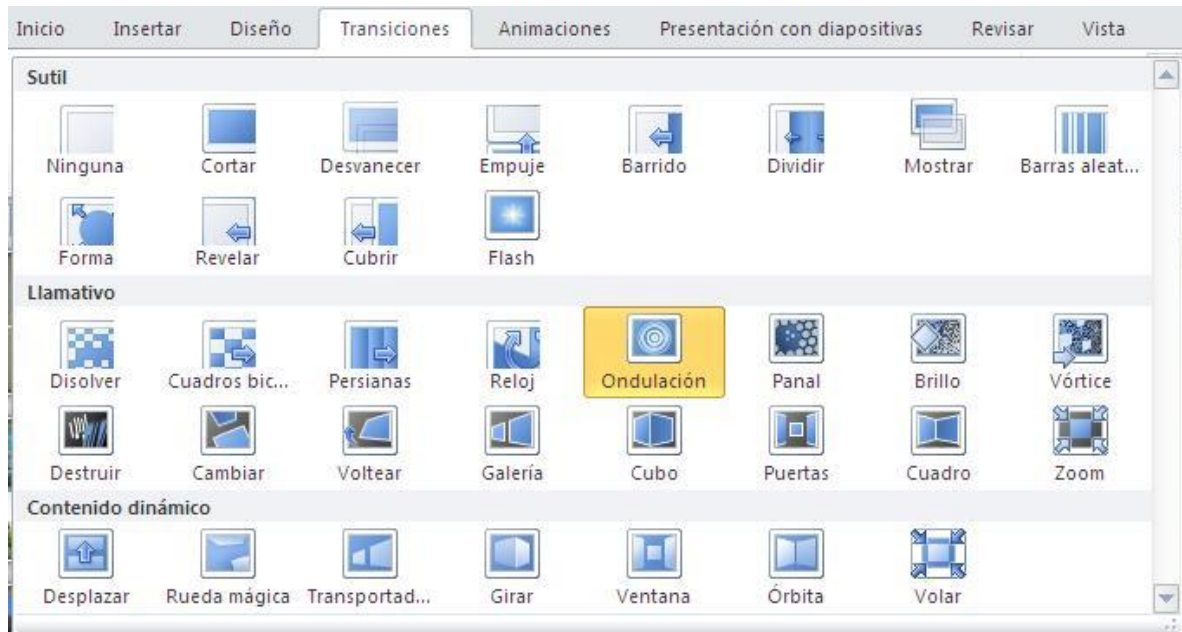 Inicio Insertar Diseño Transiciones Animaciones Presentación con diapositivas Revisar Vista
Sutil
Ninguna Cortar Desvanecer Empuje Barrido Dividir Mostrar Barras aleat...
Forma Revelar Cubrir Flash
Llamativo
Disolver Cuadros bic... Persianas Reloj Ondulación Panal Brillo Vórtice
Destruir Cambiar Voltear Galería Cubo Puertas Cuadro Zoom
Contenido dinámico
Desplazar Rueda mágica Transportad... Girar Ventana Órbita Volar